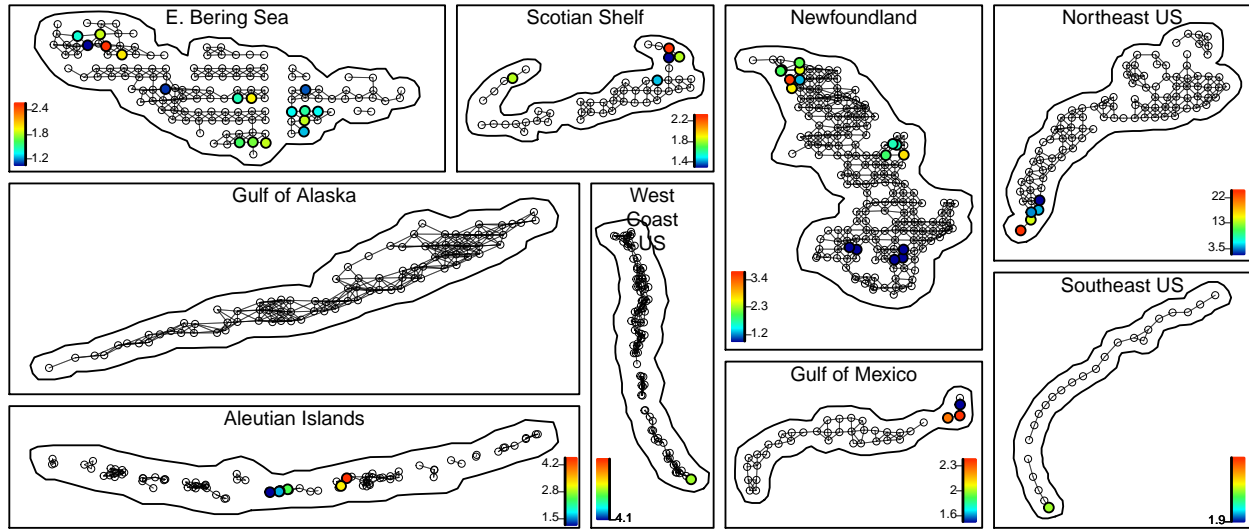 E. Bering Sea
2.4
1.8
1.2
Scotian Shelf
2.2
1.8
1.4
Newfoundland
3.4
2.3
1.2
Northeast US
22
13
3.5
Gulf of Alaska
West
Coast
US
4.1
Aleutian Islands
4.2
2.8
1.5
Gulf of Mexico
2.3
2
1.6
Southeast US
1.9